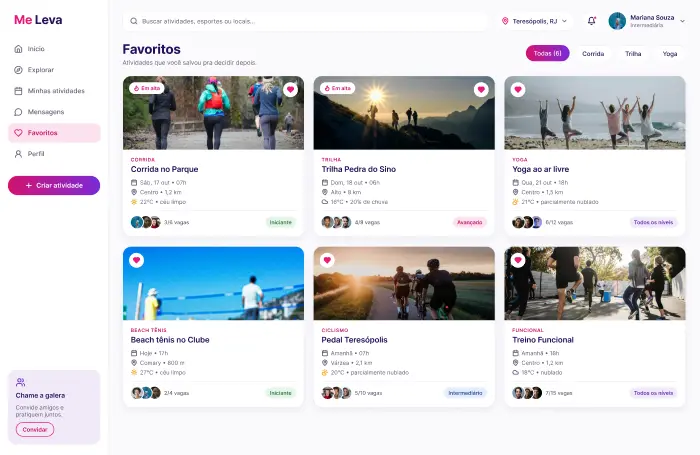 Me Leva
Início
Explorar
Minhas atividades
Mensagens
Favoritos
Perfil
+ Criar atividade
Chame a galera
Convide amigos e
pratiquem juntos.
Convidar
Buscar atividades, esportes ou locais...
Teresópolis, RJ
Mariana Souza
Intermediária
Favoritos
Atividades que você salvou pra decidir depois.
Todas (6)
Corrida
Trilha
Yoga
Em alta
CORRIDA
Corrida no Parque
Sáb, 17 out • 07h
Centro • 1,2 km
22°C • céu limpo
3/6 vagas
Iniciante
Em alta
TRILHA
Trilha Pedra do Sino
Dom, 18 out • 06h
Alto • 8 km
16°C • 20% de chuva
4/8 vagas
Avançado
YOGA
Yoga ao ar livre
Qua, 21 out • 18h
Centro • 1,5 km
21°C • parcialmente nublado
6/12 vagas
Todos os níveis
BEACH TÊNIS
Beach tênis no Clube
Hoje • 17h
Comary • 800 m
27°C • céu limpo
2/4 vagas
Iniciante
CICLISMO
Pedal Teresópolis
Amanhã • 07h
Várzea • 2,1 km
20°C • parcialmente nublado
5/10 vagas
Intermediário
FUNCIONAL
Treino Funcional
Amanhã • 18h
Centro • 1,2 km
18°C • nublado
7/15 vagas
Todos os níveis